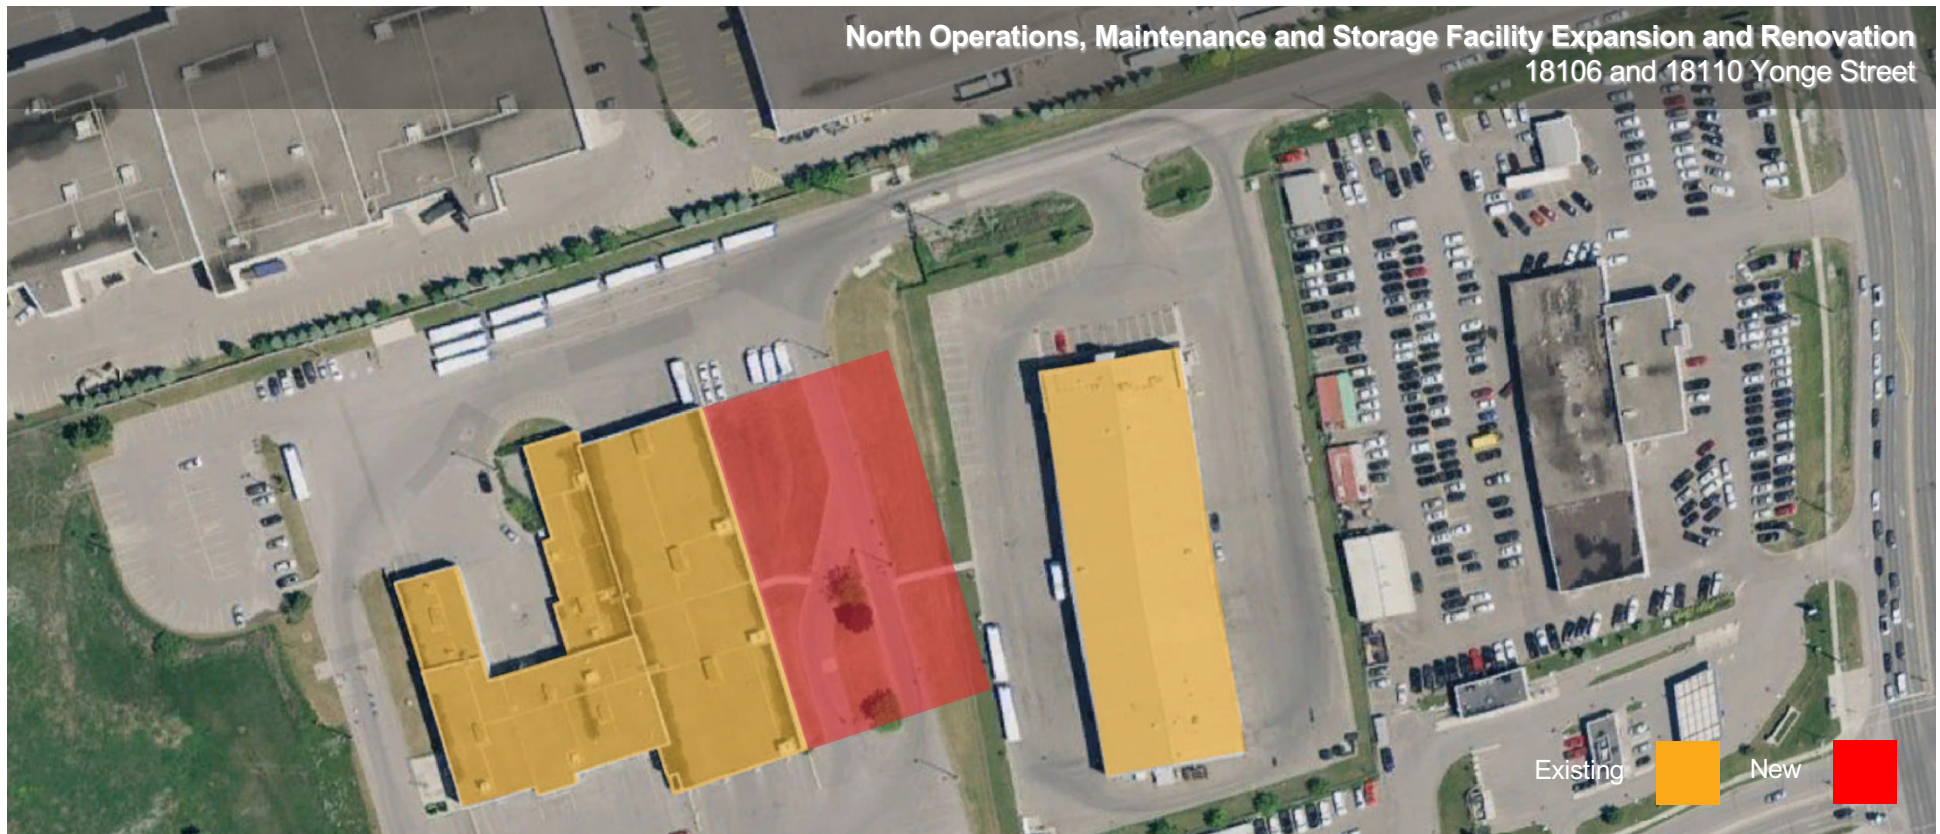 North Operations, Maintenance and Storage Facility Expansion and Renovation
18106 and 18110 Yonge Street
Existing
New